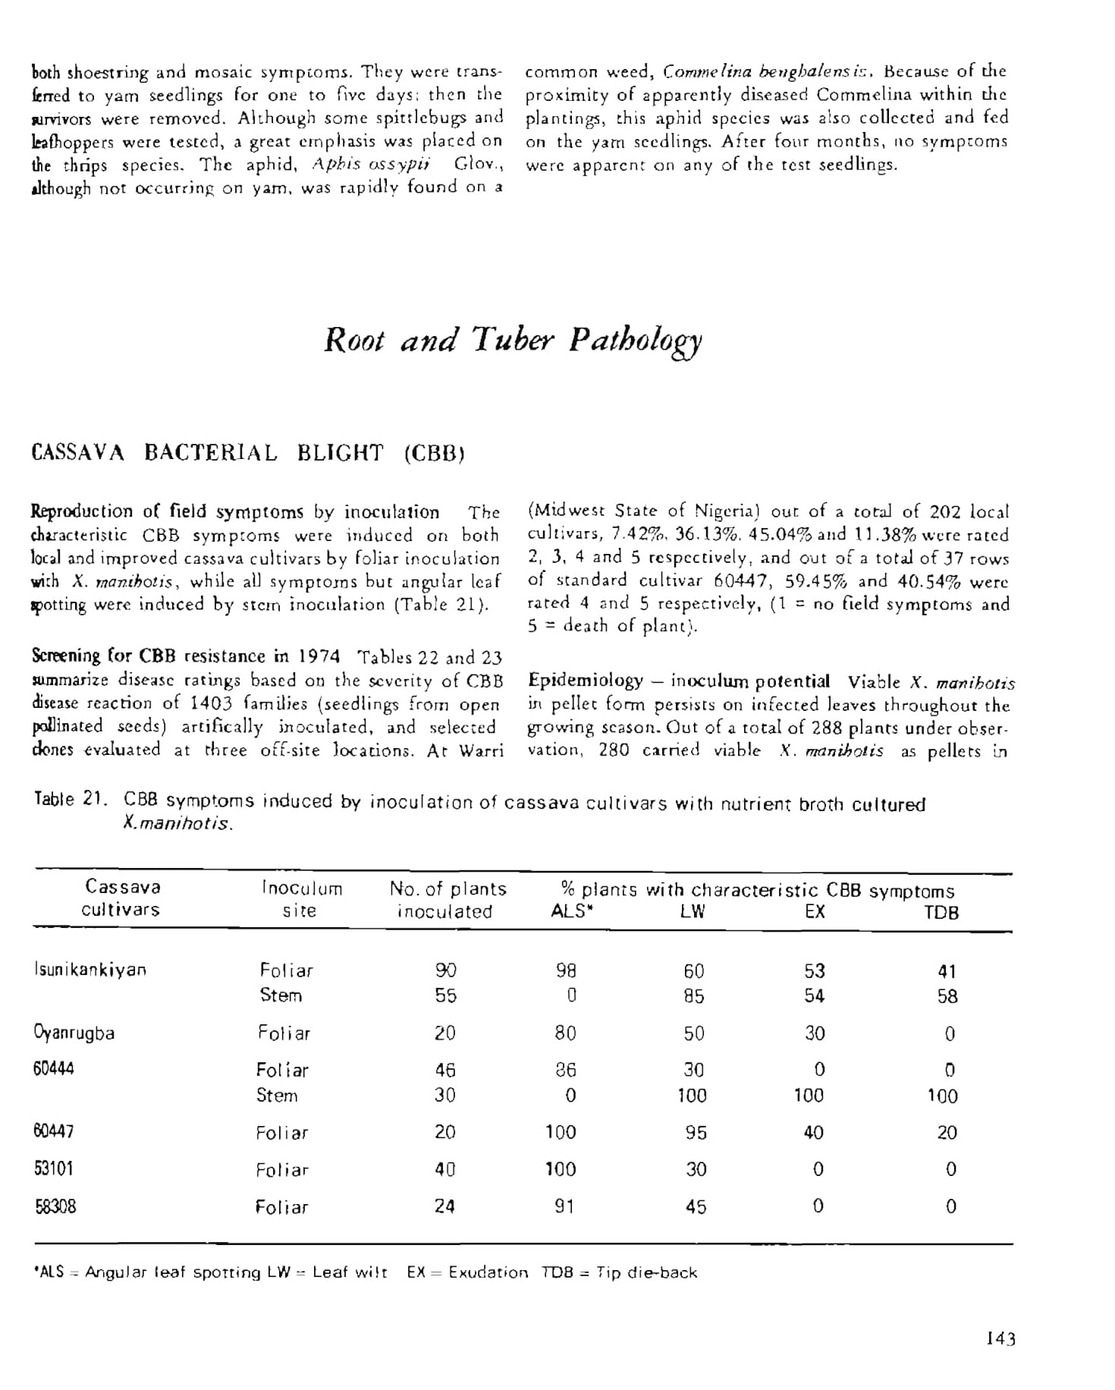 both shoestring and mosaic symptoms. They were trans-
ferred to yam seedlings for one to five days; then the
survivors were removed. Although some spittlebugs and
leafhoppers were tested, a great emphasis was placed on
the thrips species. The aphid, Aphis ossypii Glov.,
although not occurring on yam, was rapidly found on a
common weed, Commelina benghalensis. Because of the
proximity of apparently diseased Commelina within the
plantings, this aphid species was also collected and fed
on the yam seedlings. After four months, no symptoms
were apparent on any of the test seedlings.
Root and Tuber Pathology
CASSAVA BACTERIAL BLIGHT (CBB)
Reproduction of field symptoms by inoculation The
characteristic CBB symptoms were induced on both
local and improved cassava cultivars by foliar inoculation
with X. manihotis, while all symptoms but angular leaf
spotting were induced by stem inoculation (Table 21).
Screening for CBB resistance in 1974 Tables 22 and 23
summarize disease ratings based on the severity of CBB
disease reaction of 1403 families (seedlings from open
pollinated seeds) artifically inoculated, and selected
clones evaluated at three off-site locations. At Warri
(Midwest State of Nigeria) out of a total of 202 local
cultivars, 7.42%, 36.13%, 45.04% and 11.38% were rated
2, 3, 4 and 5 respectively, and out of a total of 37 rows
of standard cultivar 60447, 59.45% and 40.54% were
rated 4 and 5 respectively, (1 = no field symptoms and
5 = death of plant).
Epidemiology – inoculum potential Viable X. manihotis
in pellet form persists on infected leaves throughout the
growing season. Out of a total of 288 plants under obser-
vation, 280 carried viable X. manihotis as pellets in
Table 21. CBB symptoms induced by inoculation of cassava cultivars with nutrient broth cultured
X.manihotis.
Cassava Inoculum No. of plants % plants with characteristic CBB symptoms
cultivars site inoculated ALS* LW EX TDB
Isunikankiyan Foliar 90 98 60 53 41
Stem 55 0 85 54 58
Oyanrugba Foliar 20 80 50 30 0
60444 Foliar 46 86 30 0 0
Stem 30 0 100 100 100
60447 Foliar 20 100 95 40 20
53101 Foliar 40 100 30 0 0
58308 Foliar 24 91 45 0 0
*ALS = Angular leaf spotting LW = Leaf wilt EX = Exudation TDB = Tip die-back
143